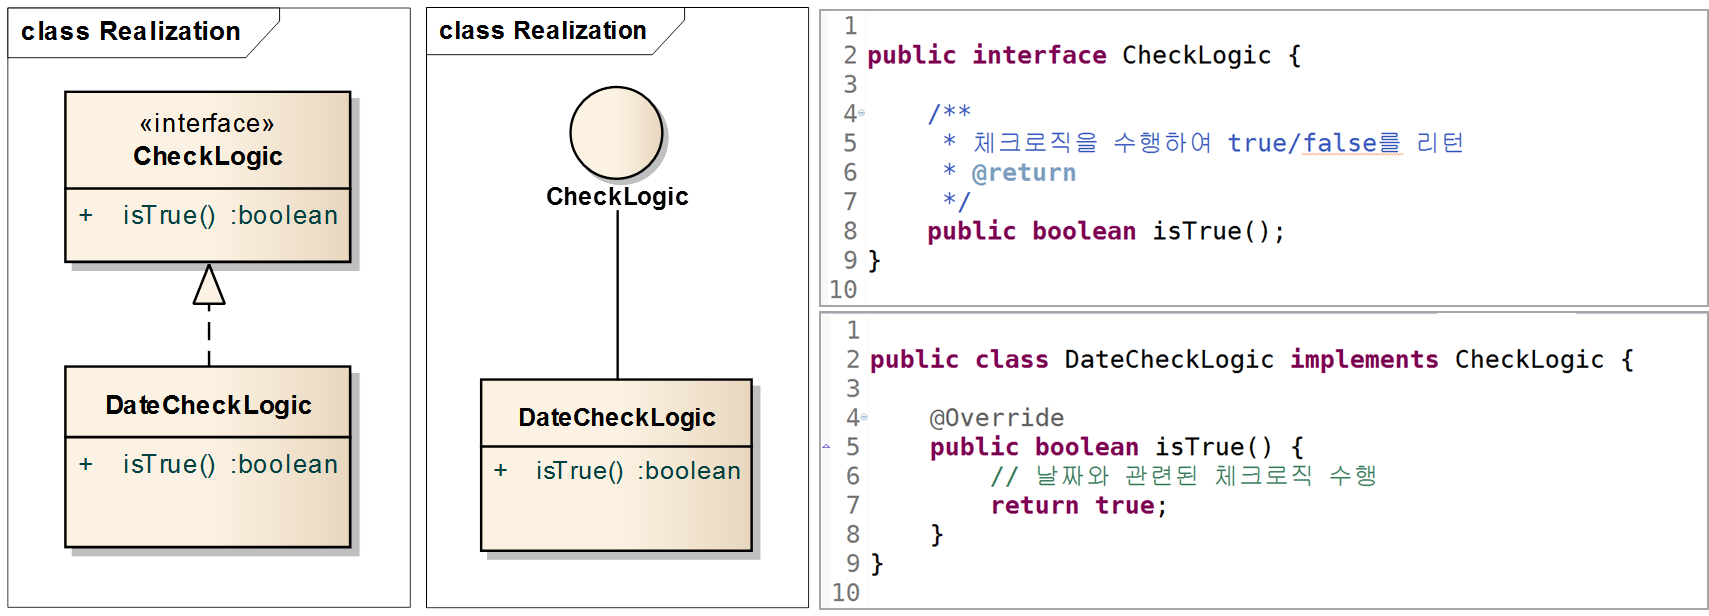 class Realization
«interface»
CheckLogic
+ isTrue() :boolean
DateCheckLogic
+ isTrue() :boolean
class Realization
CheckLogic
DateCheckLogic
+ isTrue() :boolean
1
2 public interface CheckLogic {
3
4 /**
5 * 체크로직을 수행하여 true/false를 리턴
6 * @return
7 */
8 public boolean isTrue();
9 }
10
1
2 public class DateCheckLogic implements CheckLogic {
3
4 @Override
5 public boolean isTrue() {
6 // 날짜와 관련된 체크로직 수행
7 return true;
8 }
9 }
10